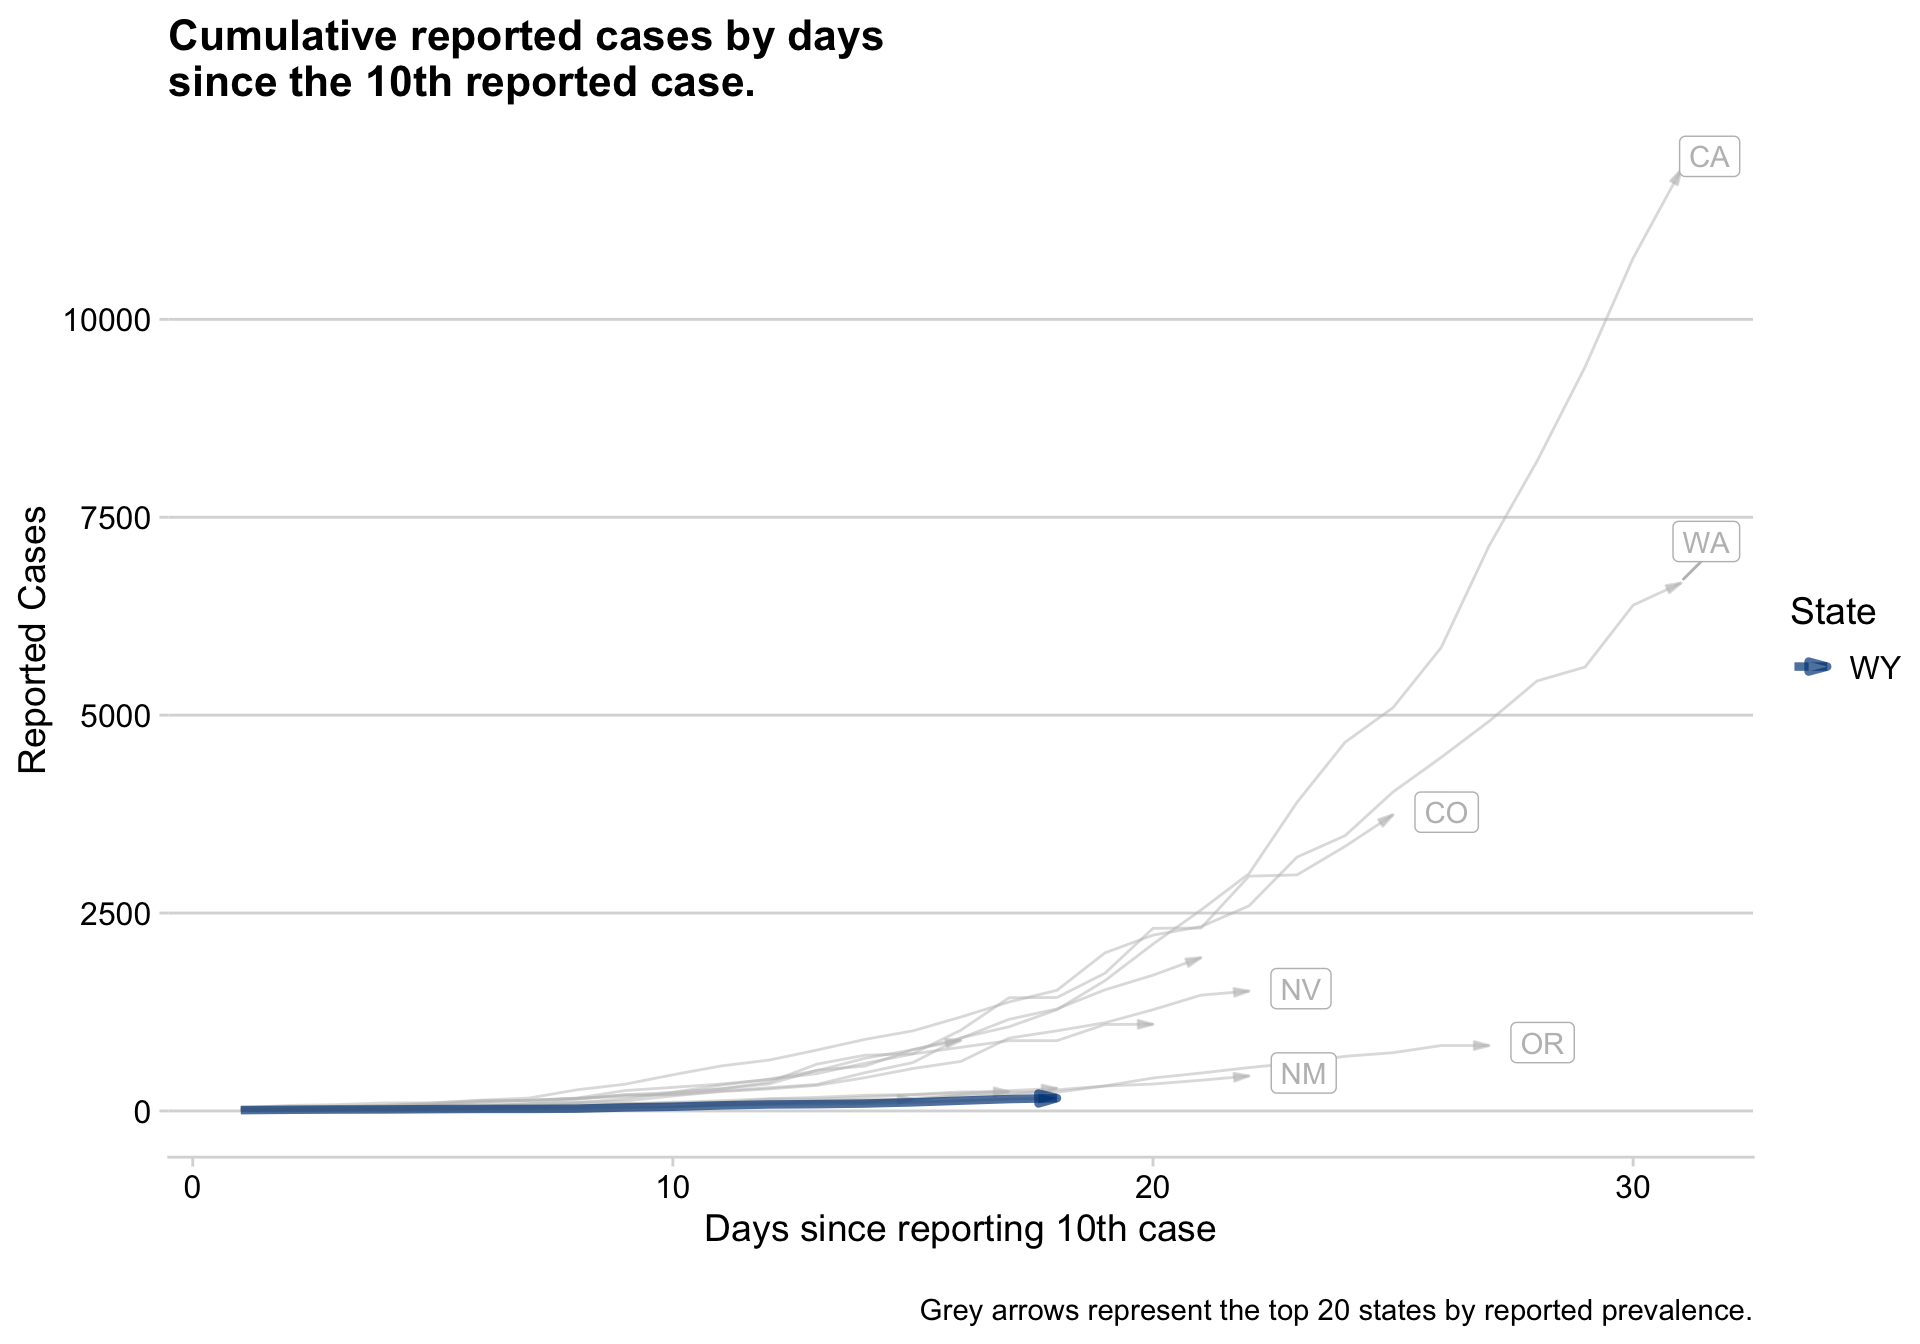 Cumulative reported cases by days
since the 10th reported case.
CA
10000
7500
WA
Reported Cases
State
WY
5000
CO
2500
NV
OR
NM
0
0 10 20 30
Days since reporting 10th case
Grey arrows represent the top 20 states by reported prevalence.